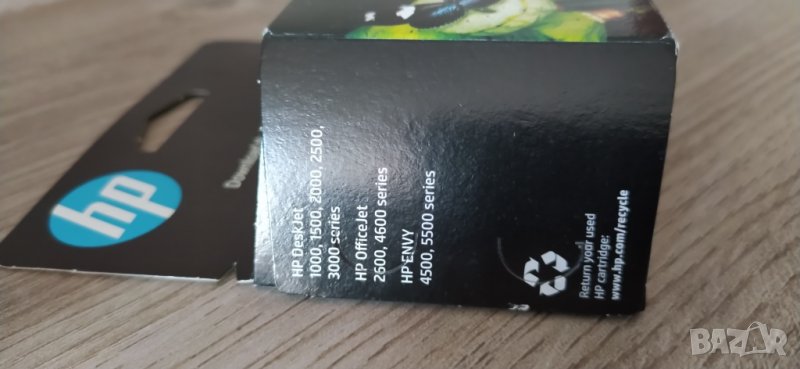 hp
HP DeskJet
1000, 1500, 2000, 2500,
3000 series
HP OfficeJet
2600, 4600 series
HP ENVY
4500, 5500 series
Return your used
HP cartridge:
www.hp.com/recycle
BAZAR